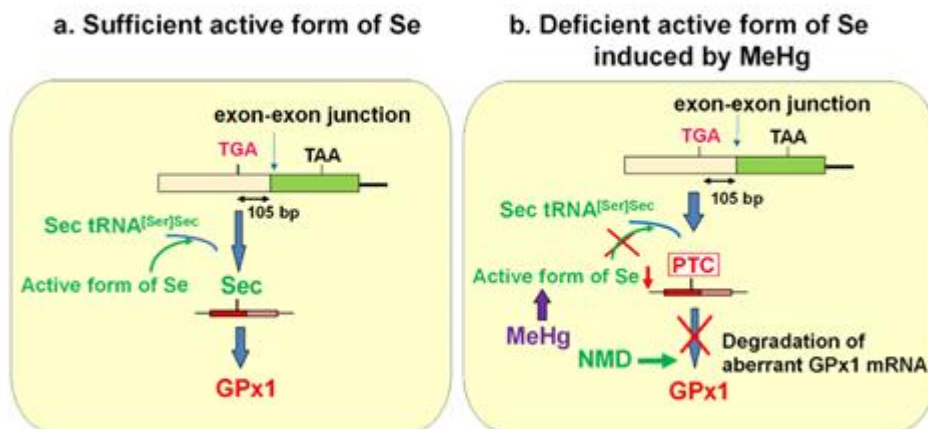 a. Sufficient active form of Se
exon-exon junction
TGA
TAA
105 bp
Sec tRNA[Ser]Sec
Active form of Se
Sec
GPx1
b. Deficient active form of Se
induced by MeHg
exon-exon junction
TGA
TAA
105 bp
Sec tRNA[Ser]Sec
Active form of Se
PTC
MeHg
NMD
Degradation of
aberrant GPx1 mRNA
GPx1